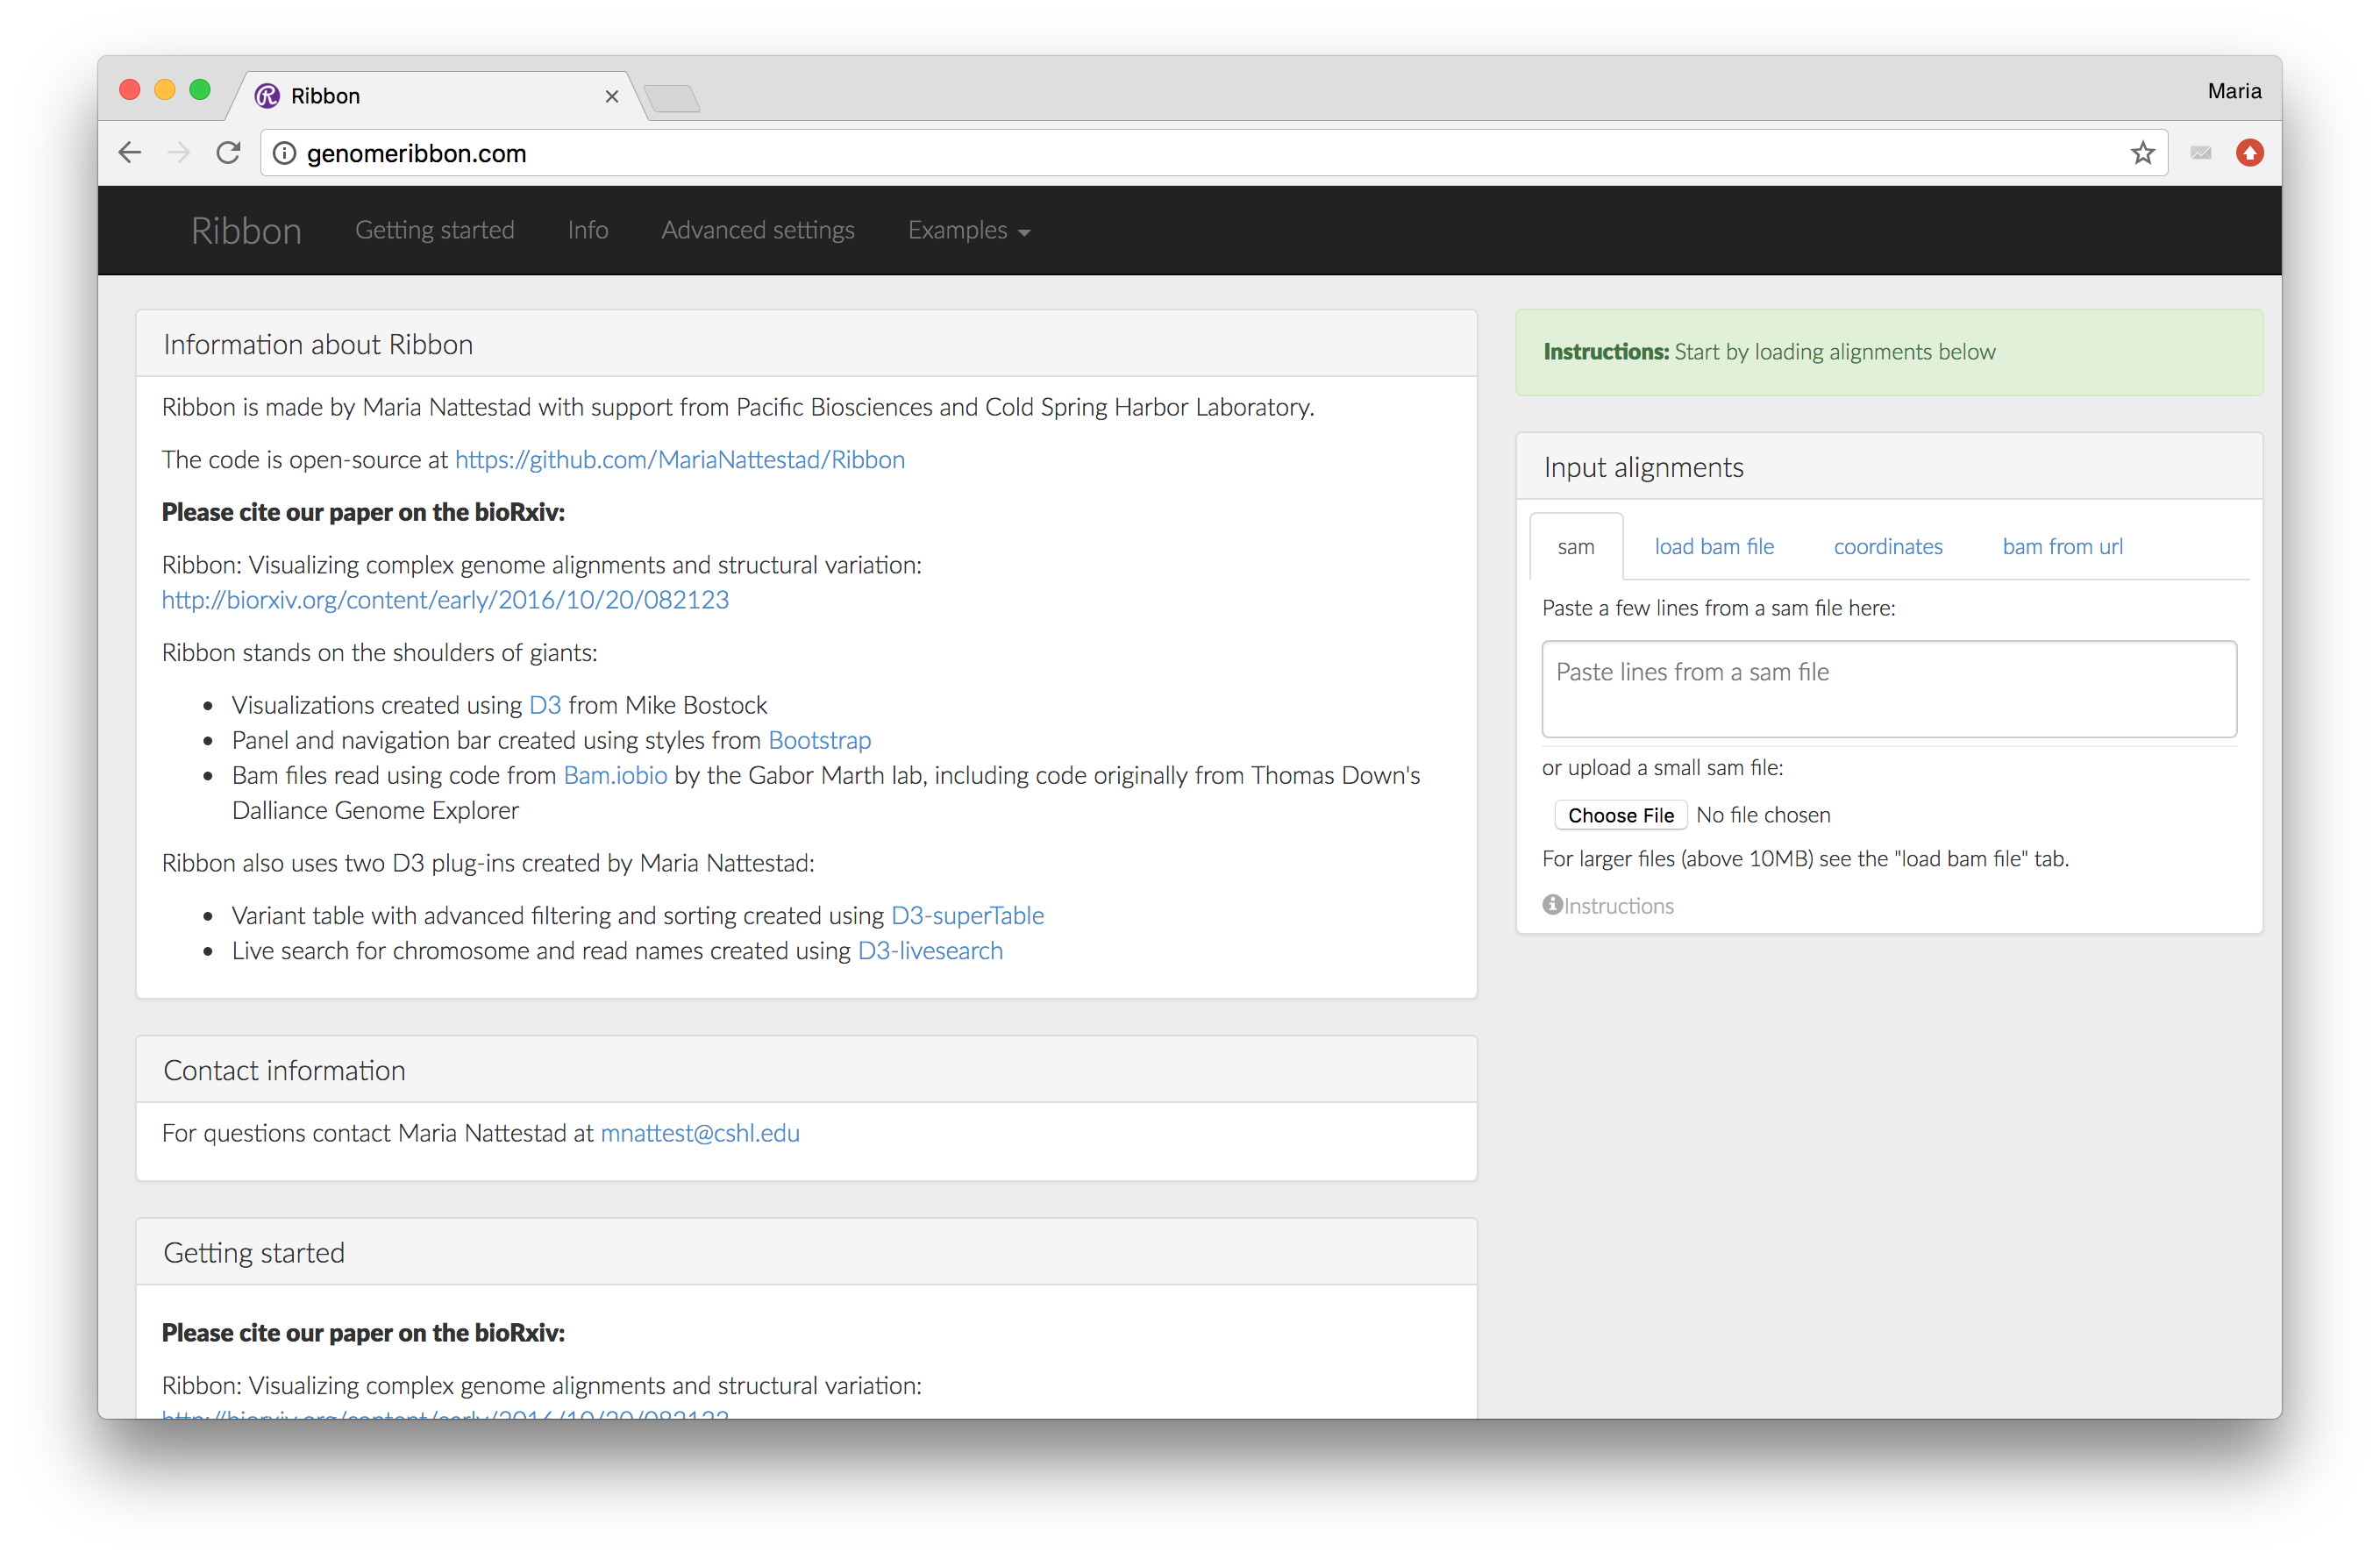 Ribbon
Maria
genomeribbon.com
Ribbon Getting started Info Advanced settings Examples
Information about Ribbon
Ribbon is made by Maria Nattestad with support from Pacific Biosciences and Cold Spring Harbor Laboratory.
The code is open-source at https://github.com/MariaNattestad/Ribbon
Please cite our paper on the bioRxiv:
Ribbon: Visualizing complex genome alignments and structural variation:
http://biorxiv.org/content/early/2016/10/20/082123
Ribbon stands on the shoulders of giants:
Visualizations created using D3 from Mike Bostock
Panel and navigation bar created using styles from Bootstrap
Bam files read using code from Bam.iobio by the Gabor Marth lab, including code originally from Thomas Down's
Dalliance Genome Explorer
Ribbon also uses two D3 plug-ins created by Maria Nattestad:
Variant table with advanced filtering and sorting created using D3-superTable
Live search for chromosome and read names created using D3-livesearch
Contact information
For questions contact Maria Nattestad at mnattest@cshl.edu
Getting started
Please cite our paper on the bioRxiv:
Ribbon: Visualizing complex genome alignments and structural variation:
http://biorxiv.org/content/early/2016/10/20/082123
Instructions: Start by loading alignments below
Input alignments
sam load bam file coordinates bam from url
Paste a few lines from a sam file here:
Paste lines from a sam file
or upload a small sam file:
Choose File No file chosen
For larger files (above 10MB) see the "load bam file" tab.
Instructions